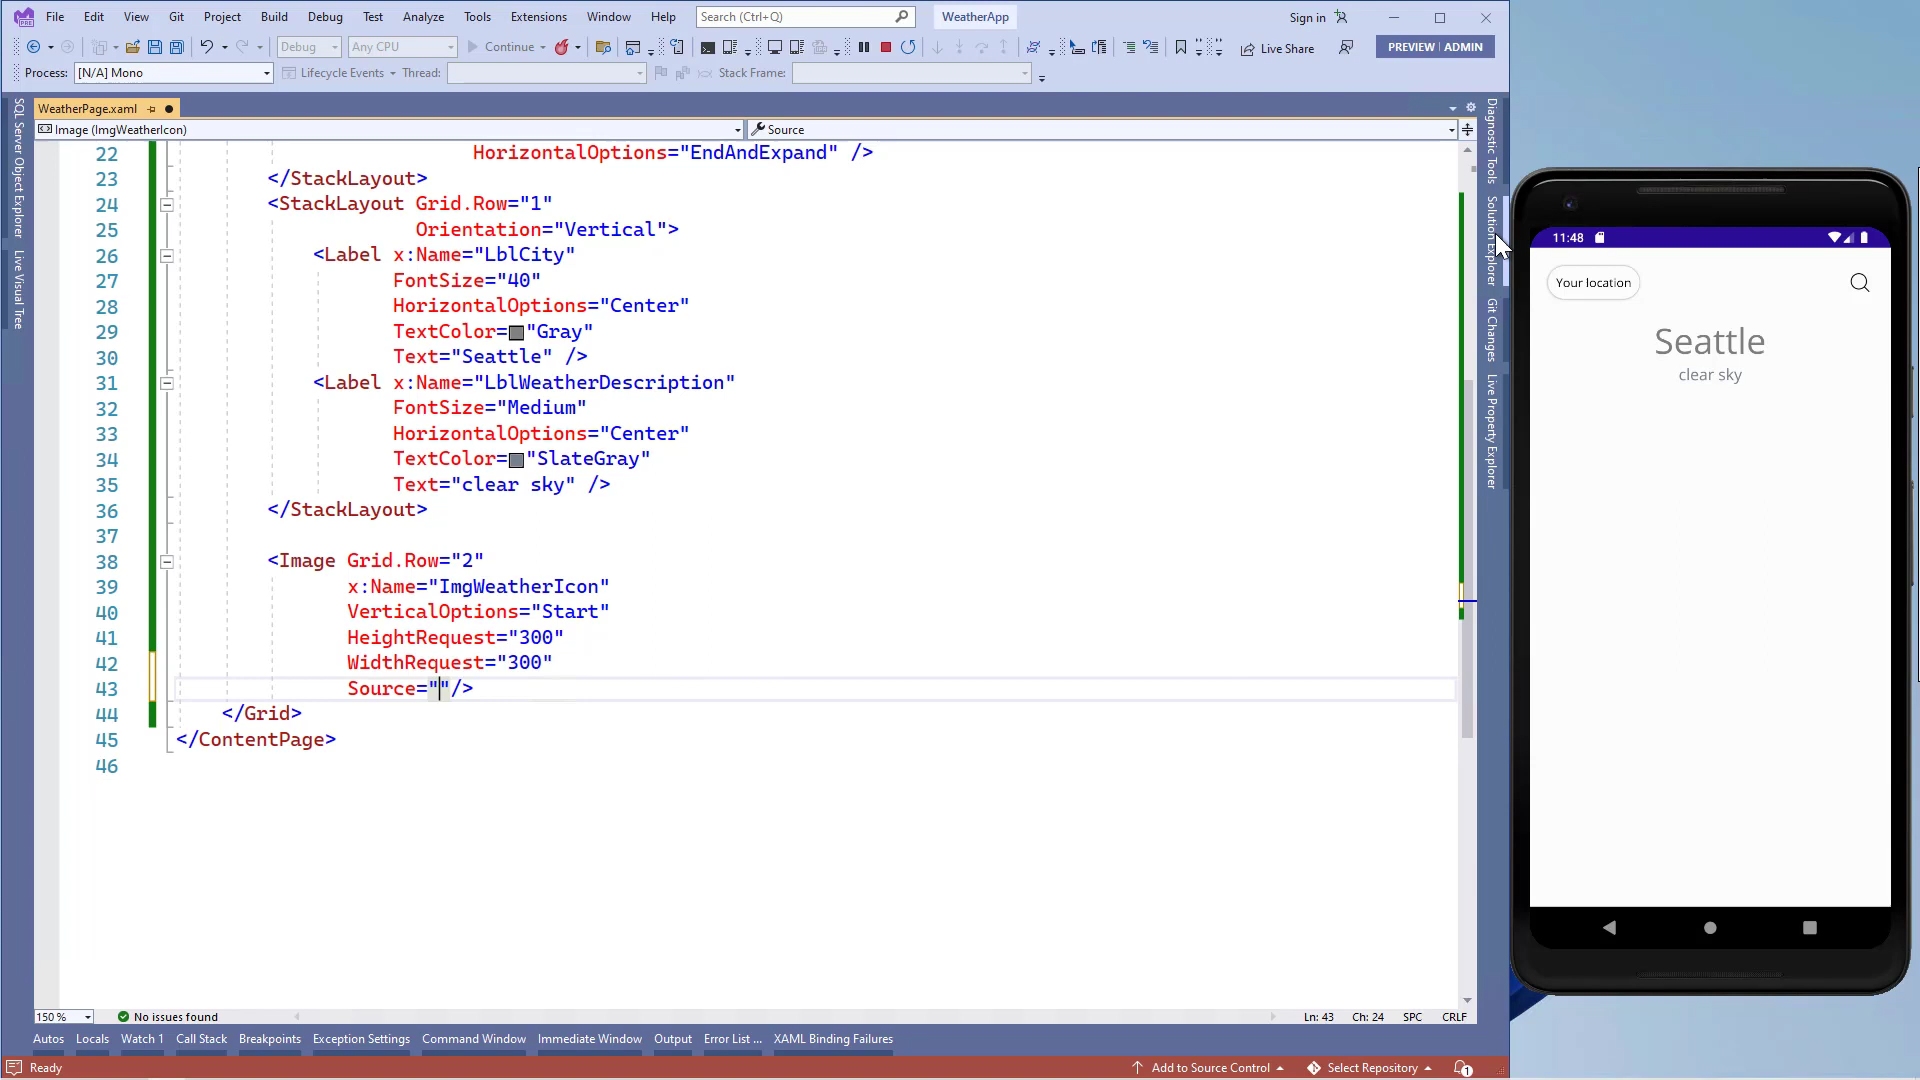 File Edit View Git Project Build Debug Test Analyze Tools Extensions Window Help Search (Ctrl+Q) WeatherApp Sign in
Debug Any CPU Continue Live Share PREVIEW | ADMIN
Process: [N/A] Mono Lifecycle Events Thread: Stack Frame:
WeatherPage.xaml
Image (ImgWeatherIcon) Source
22 HorizontalOptions="EndAndExpand" />
23 </StackLayout>
24 <StackLayout Grid.Row="1"
25 Orientation="Vertical">
26 <Label x:Name="LblCity"
27 FontSize="40"
28 HorizontalOptions="Center"
29 TextColor="Gray"
30 Text="Seattle" />
31 <Label x:Name="LblWeatherDescription"
32 FontSize="Medium"
33 HorizontalOptions="Center"
34 TextColor="SlateGray"
35 Text="clear sky" />
36 </StackLayout>
37
38 <Image Grid.Row="2"
39 x:Name="ImgWeatherIcon"
40 VerticalOptions="Start"
41 HeightRequest="300"
42 WidthRequest="300"
43 Source=""/>
44 </Grid>
45 </ContentPage>
46
150 % No issues found Ln: 43 Ch: 24 SPC CRLF
Autos Locals Watch 1 Call Stack Breakpoints Exception Settings Command Window Immediate Window Output Error List ... XAML Binding Failures
Ready Add to Source Control Select Repository 1
SQL Server Object Explorer
Live Visual Tree
Diagnostic Tools
Solution Explorer
Git Changes
Live Property Explorer
11:48
Your location
Seattle
clear sky